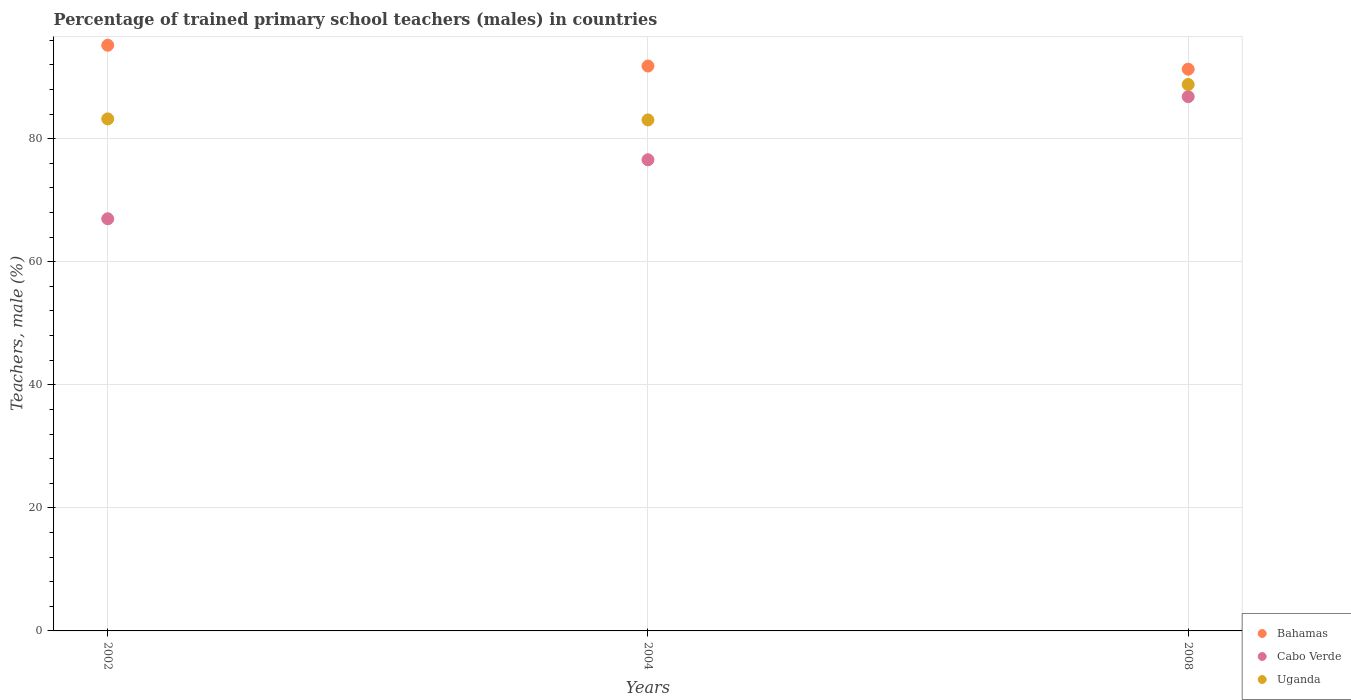 Percentage of trained primary school teachers (males) in countries
Teachers, male (%)
80
60
40
20
0
2002
2004
2008
Years
Bahamas
Cabo Verde
Uganda